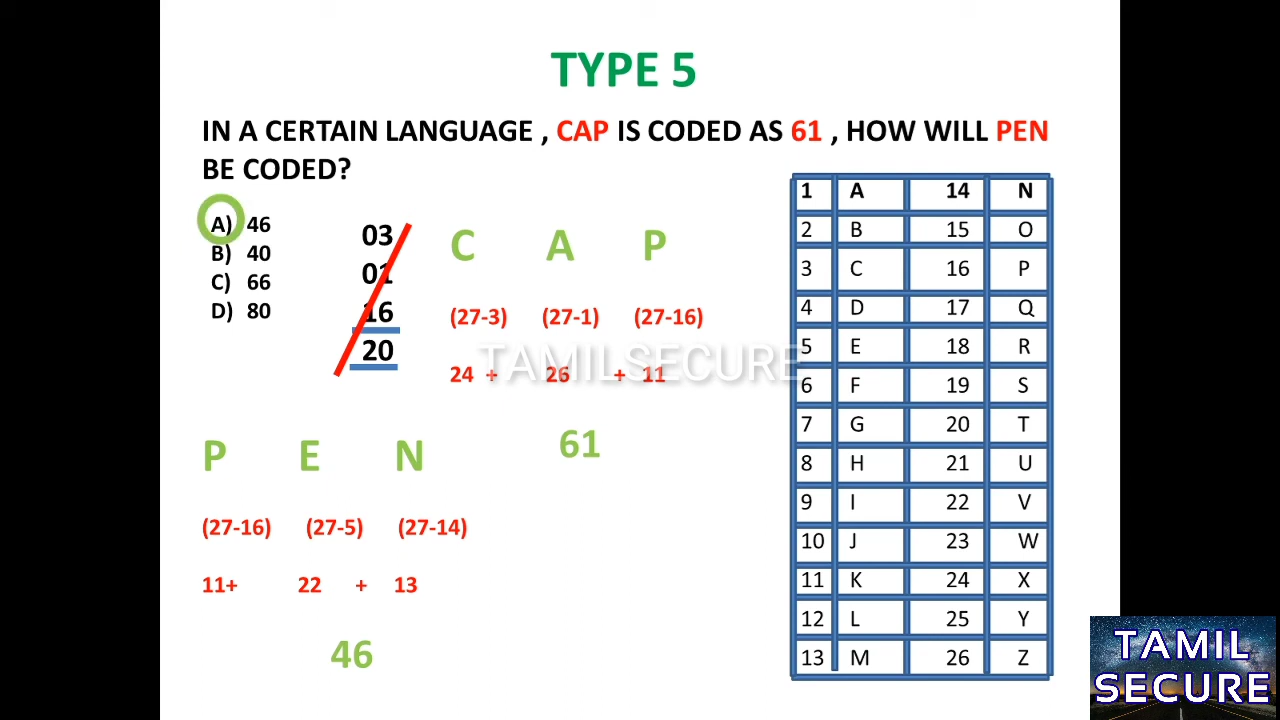 TYPE 5
IN A CERTAIN LANGUAGE , CAP IS CODED AS 61 , HOW WILL PEN
BE CODED?
A) 46
B) 40
C) 66
D) 80
03
01
16
20
C A P
(27-3) (27-1) (27-16)
24 + 26 + 11
61
P E N
(27-16) (27-5) (27-14)
11+ 22 + 13
46
1 A 14 N
2 B 15 O
3 C 16 P
4 D 17 Q
5 E 18 R
6 F 19 S
7 G 20 T
8 H 21 U
9 I 22 V
10 J 23 W
11 K 24 X
12 L 25 Y
13 M 26 Z
TAMILSECURE
TAMIL
SECURE